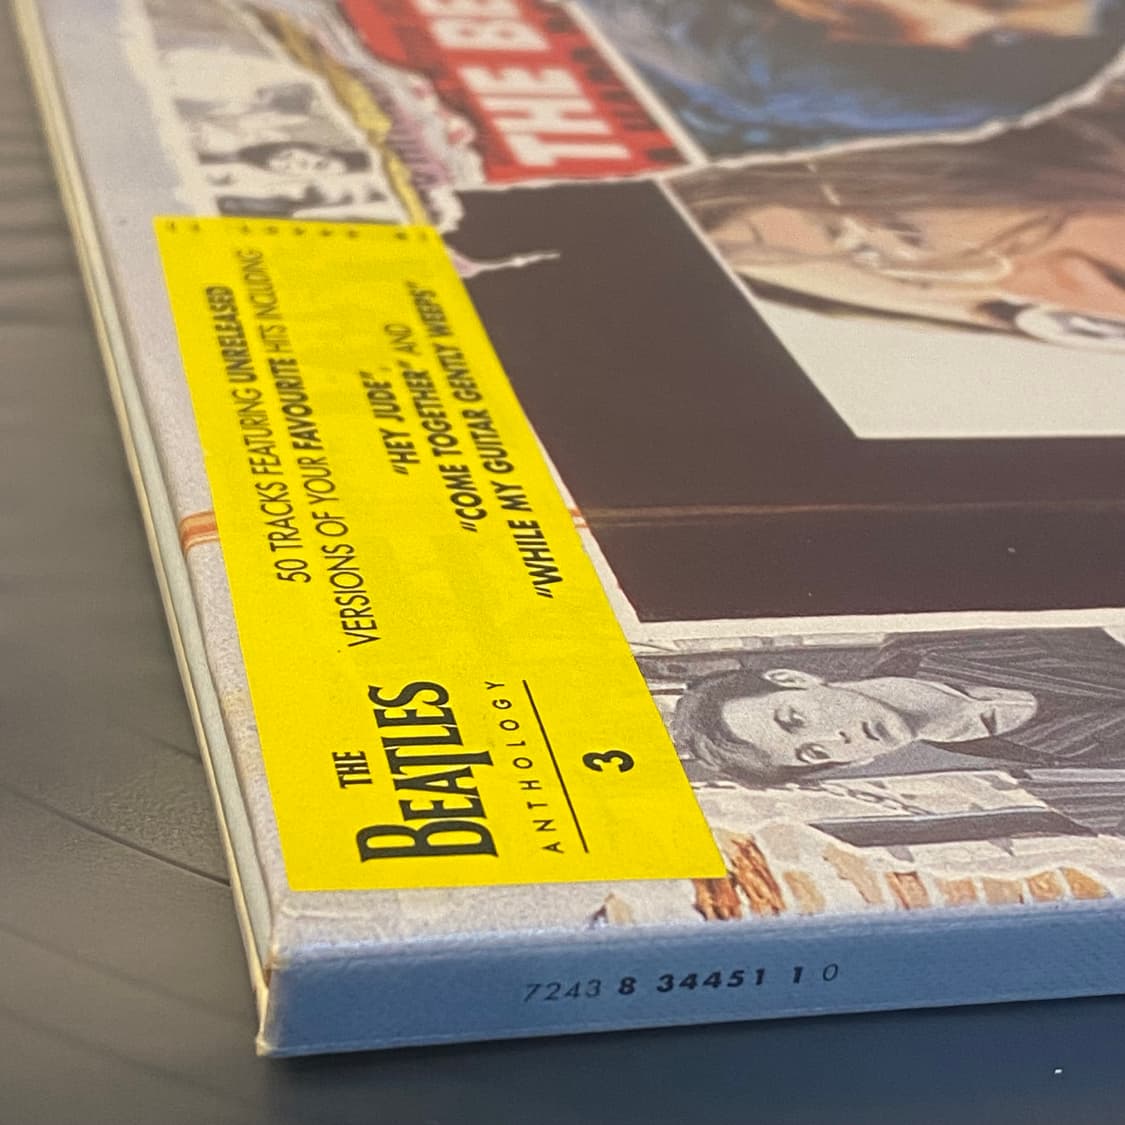 THE BE
THE
BEATLES
ANTHOLOGY
3
50 TRACKS FEATURING UNRELEASED
VERSIONS OF YOUR FAVOURITE HITS INCLUDING
"HEY JUDE",
"COME TOGETHER" AND
"WHILE MY GUITAR GENTLY WEEPS"
7243 8 34451 1 0